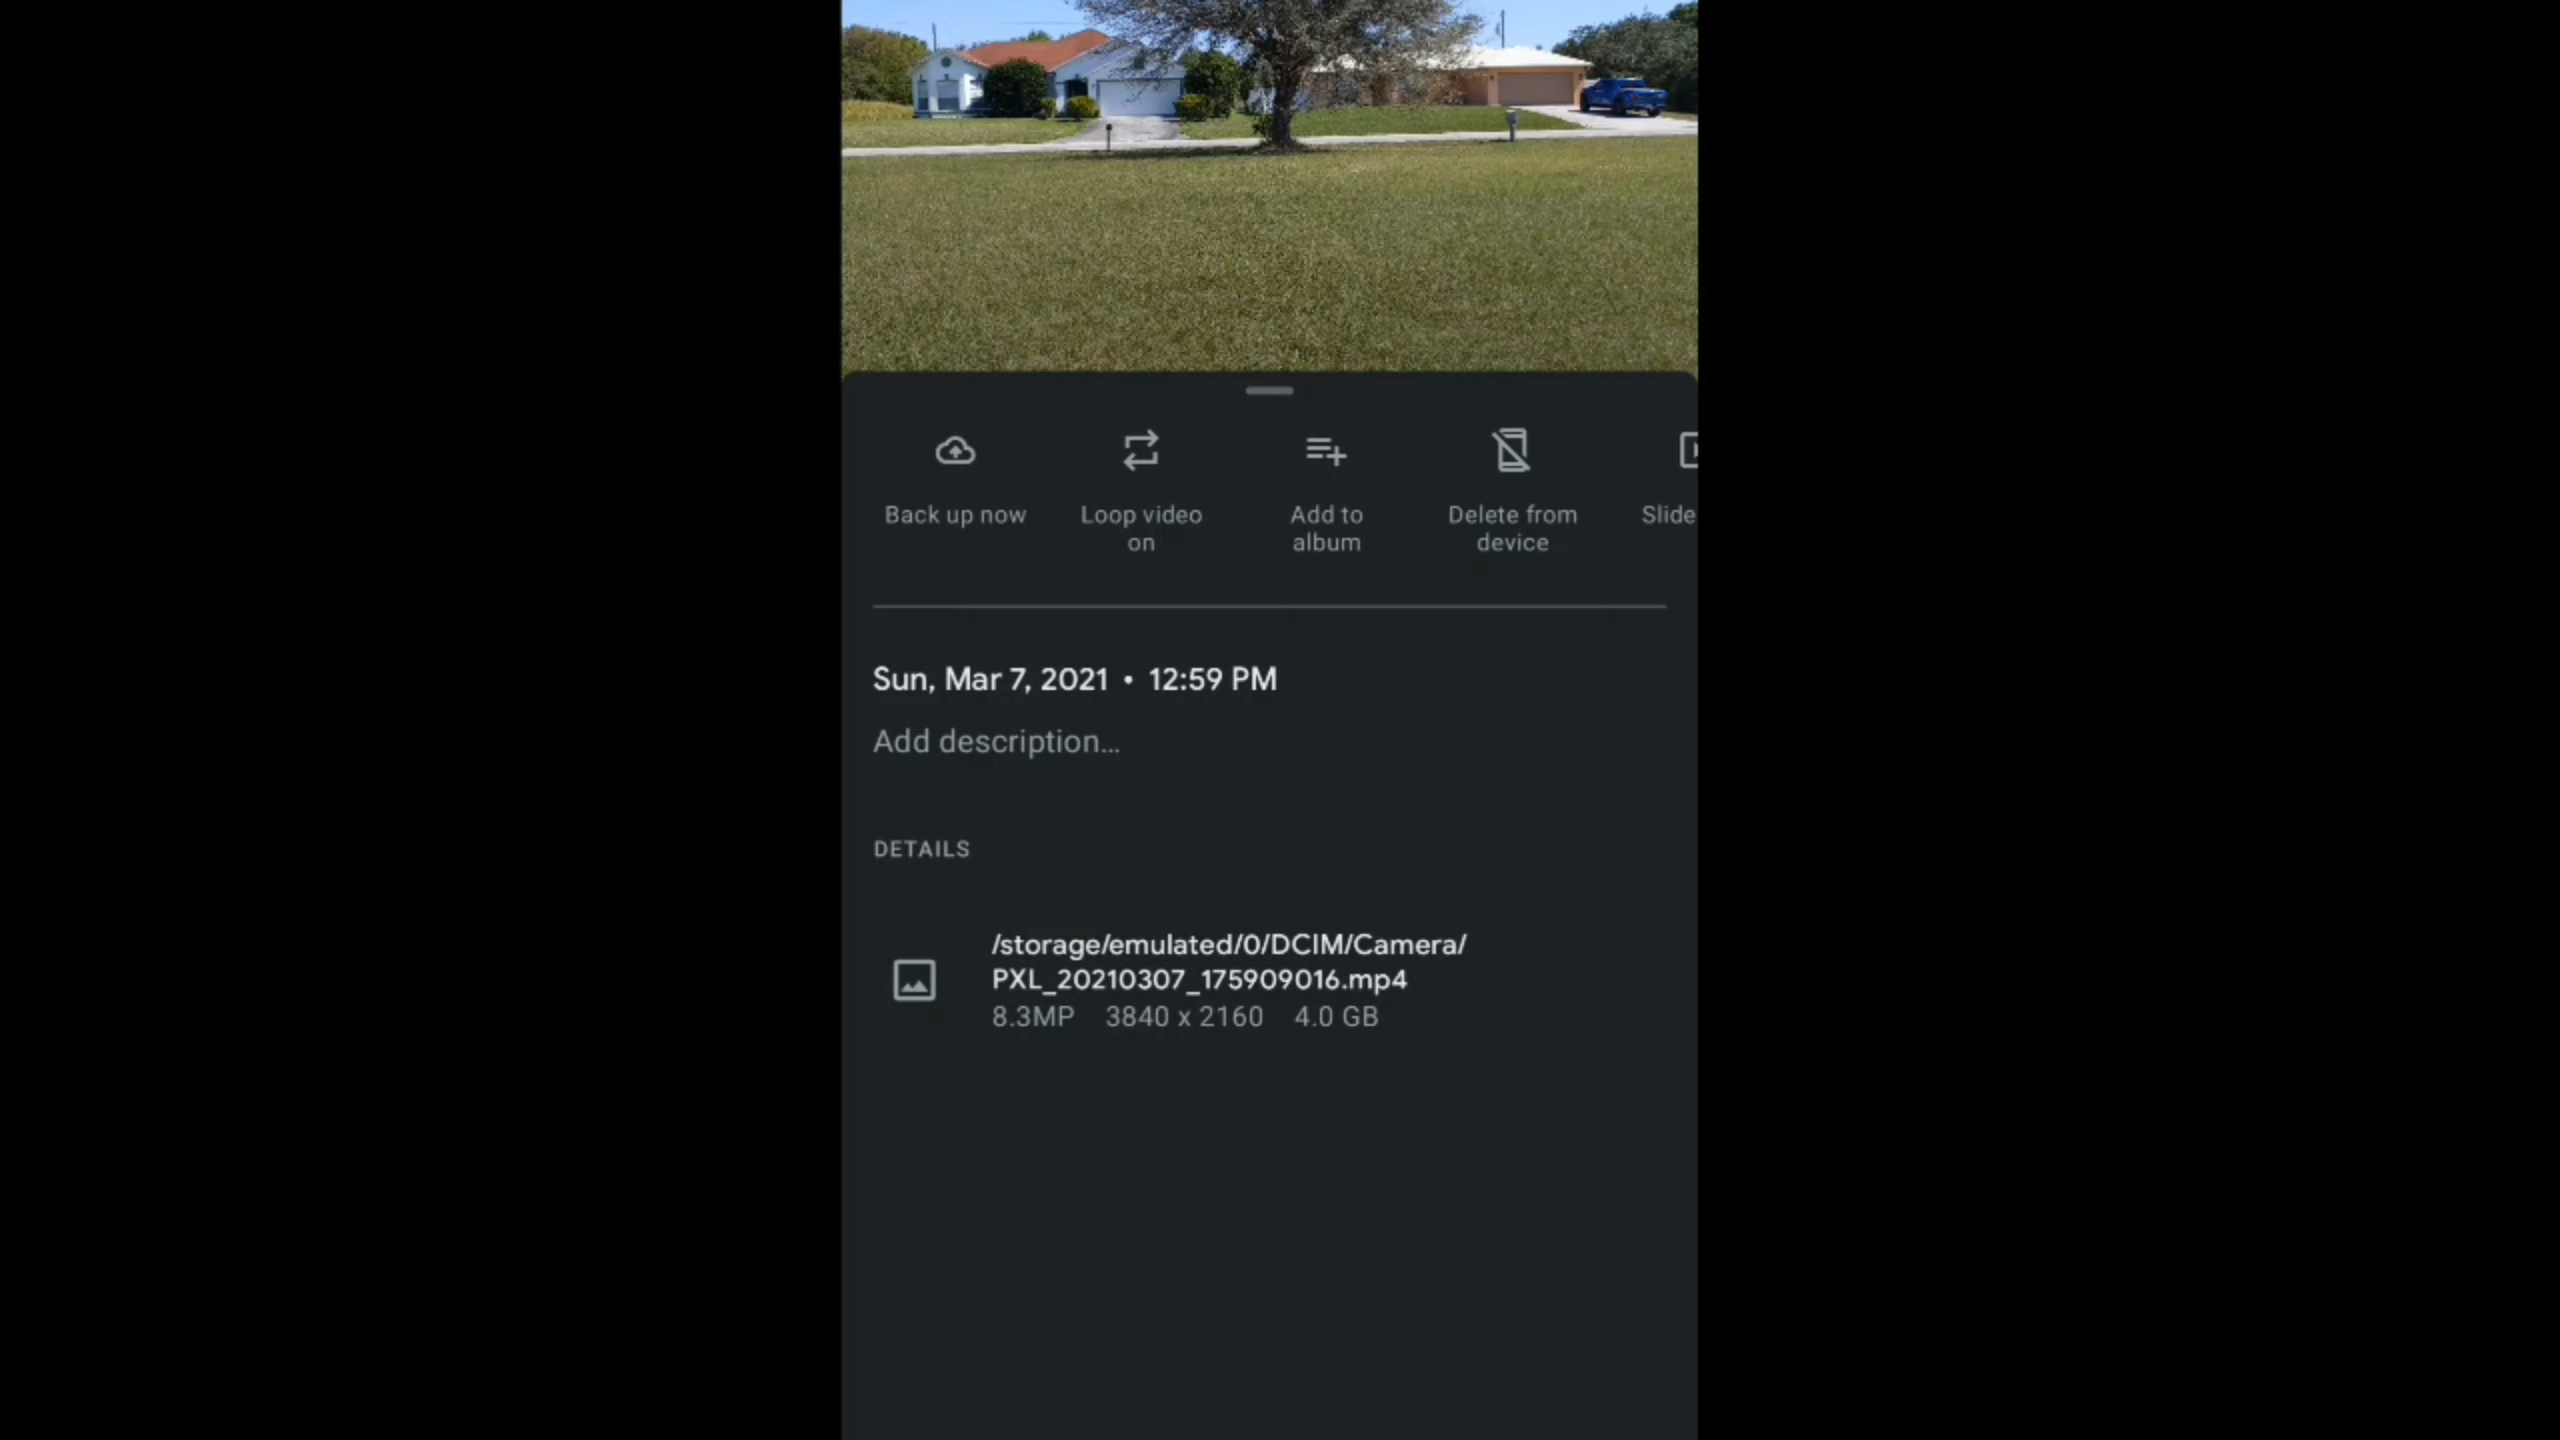 Back up now
Loop video
on
Add to
album
Delete from
device
Slide
Sun, Mar 7, 2021 • 12:59 PM
Add description...
DETAILS
/storage/emulated/0/DCIM/Camera/
PXL_20210307_175909016.mp4
8.3MP 3840 x 2160 4.0 GB